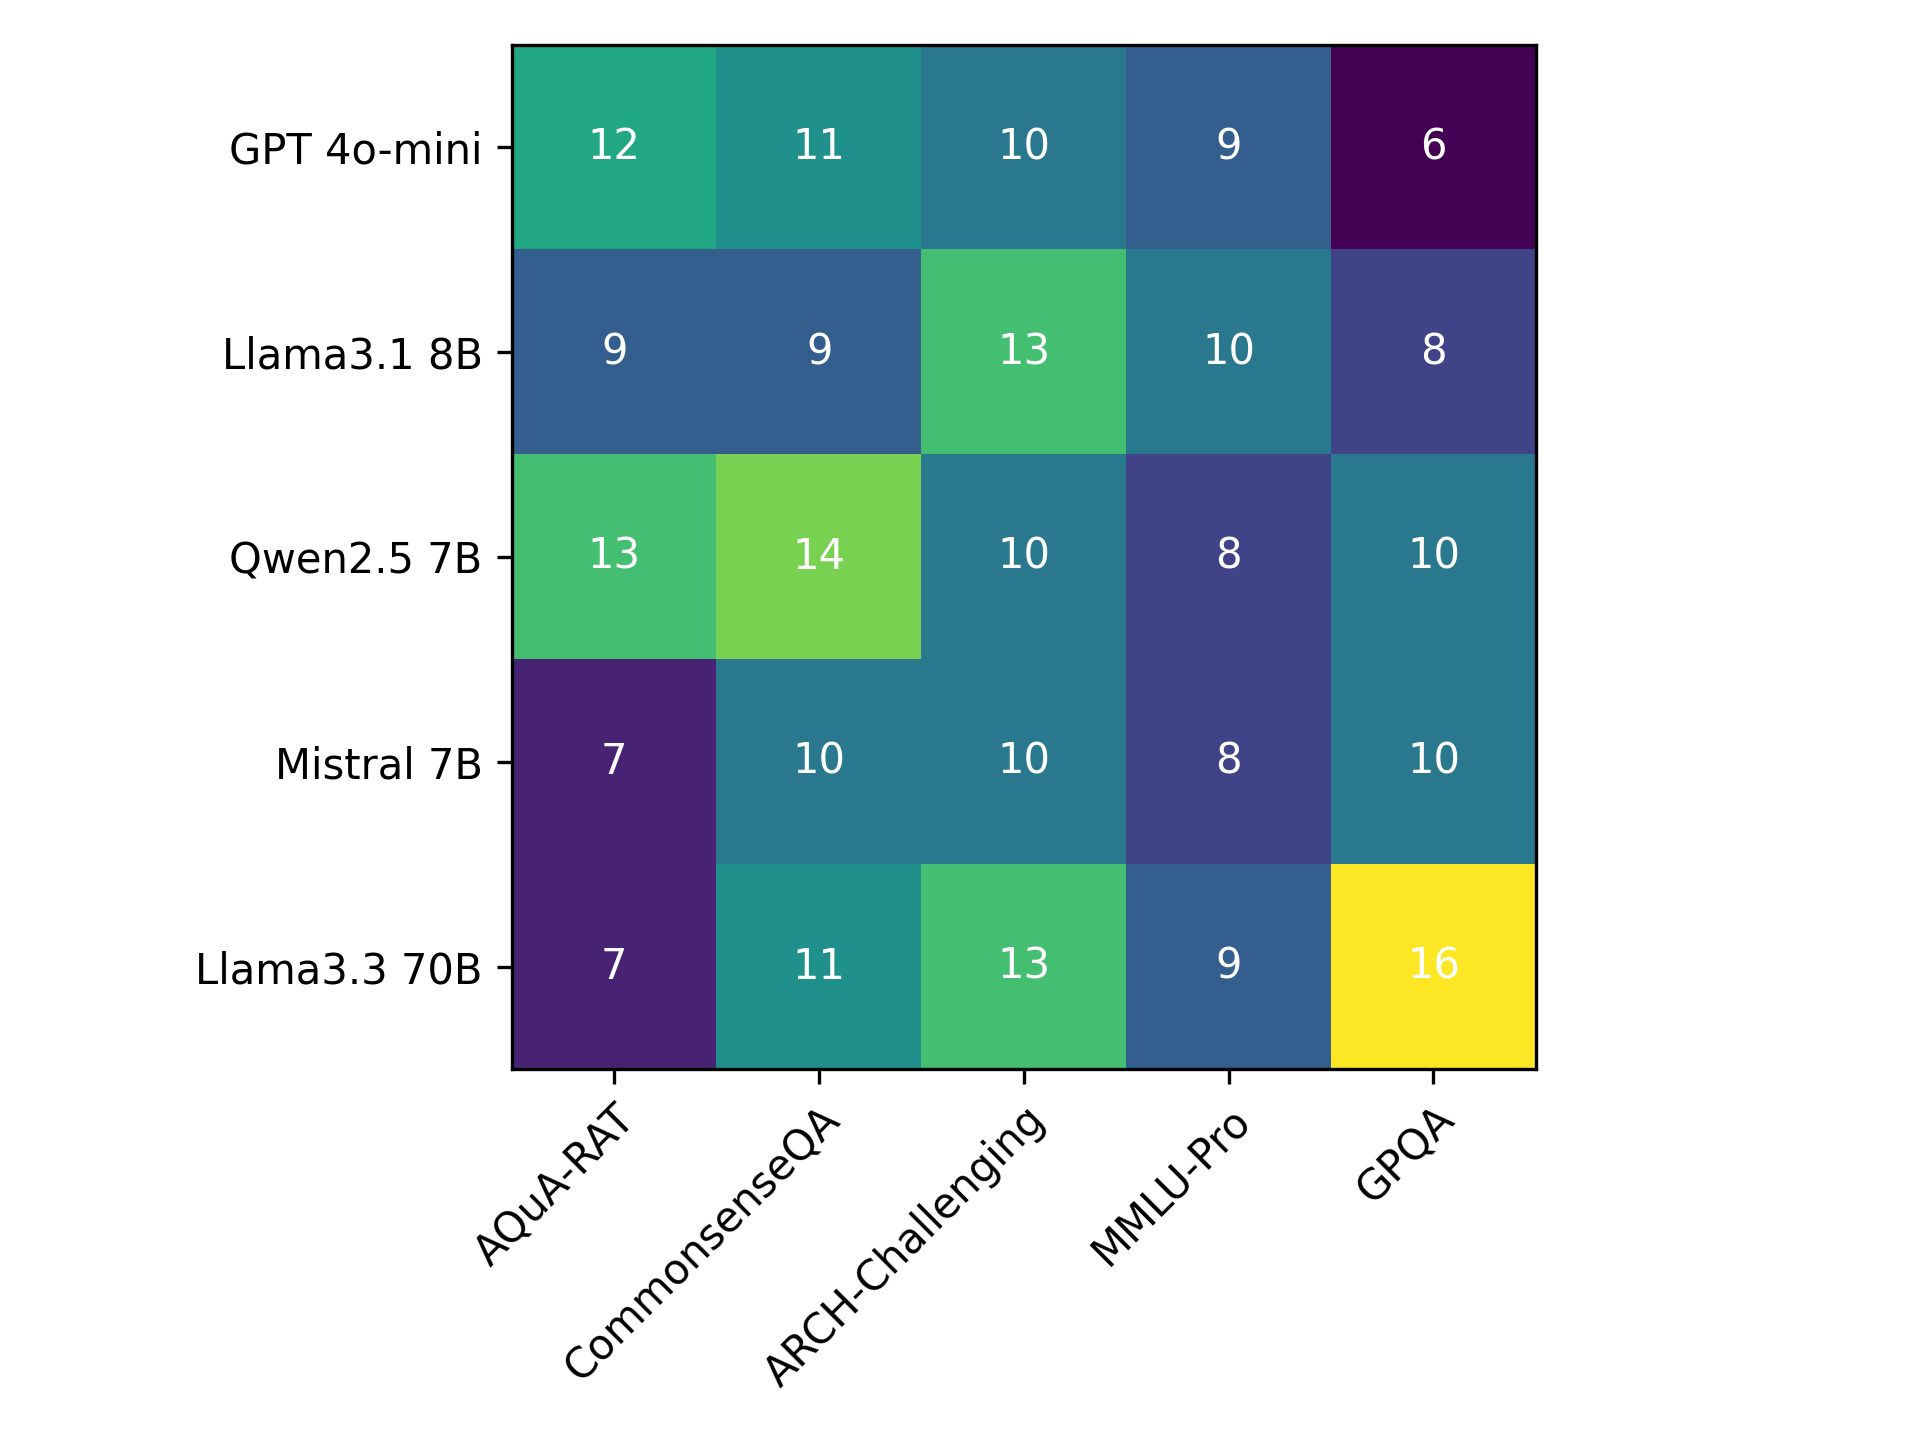 GPT 4o-mini 12 11 10 9 6
Llama3.1 8B 9 9 13 10 8
Qwen2.5 7B 13 14 10 8 10
Mistral 7B 7 10 10 8 10
Llama3.3 70B 7 11 13 9 16
AQuA-RAT
CommonsenseQA
ARCH-Challenging
MMLU-Pro
GPQA